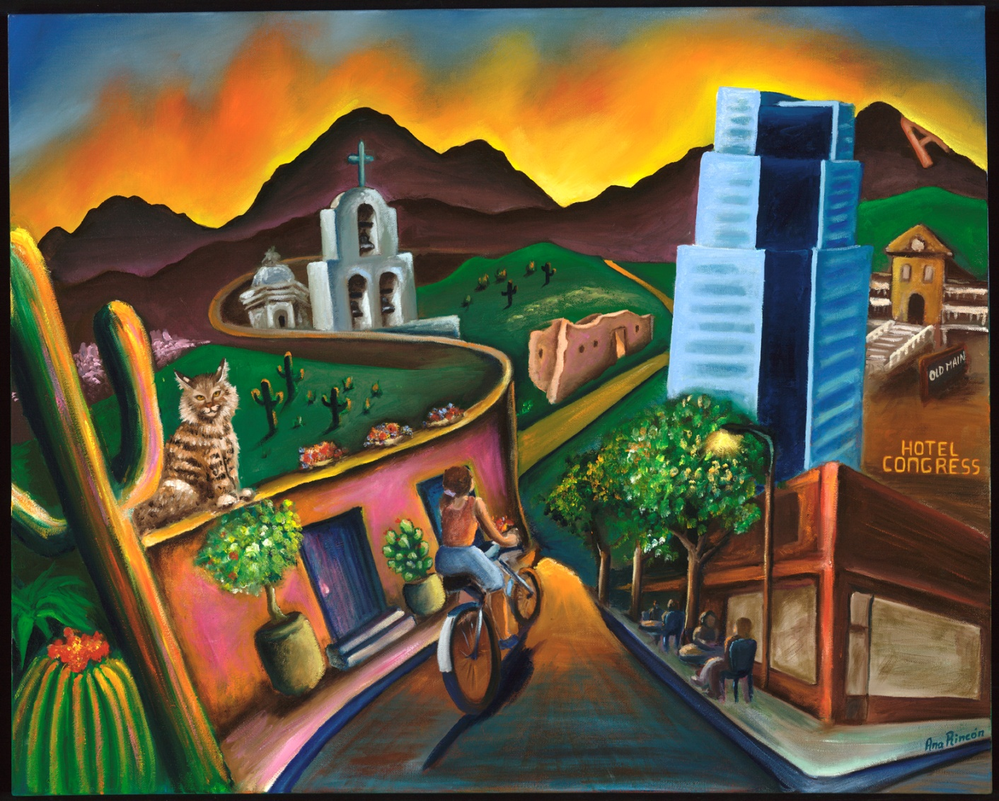 A
OLD MAIN
HOTEL
CONGRESS
Ana Rincón